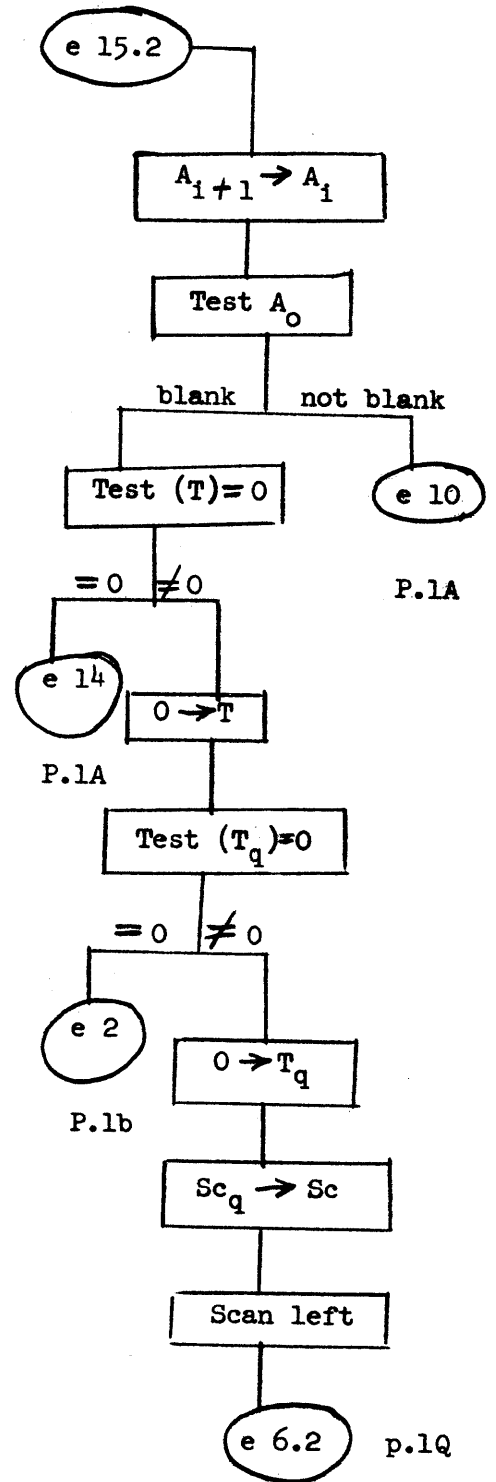 e 15.2
A_{i+1} → A_i
Test A_o
blank not blank
Test (T)=0
e 10
=0 ≠0
P.1A
e 14
0 → T
P.1A
Test (T_q)=0
=0 ≠0
e 2
0 → T_q
P.1b
Sc_q → Sc
Scan left
e 6.2 p.1Q